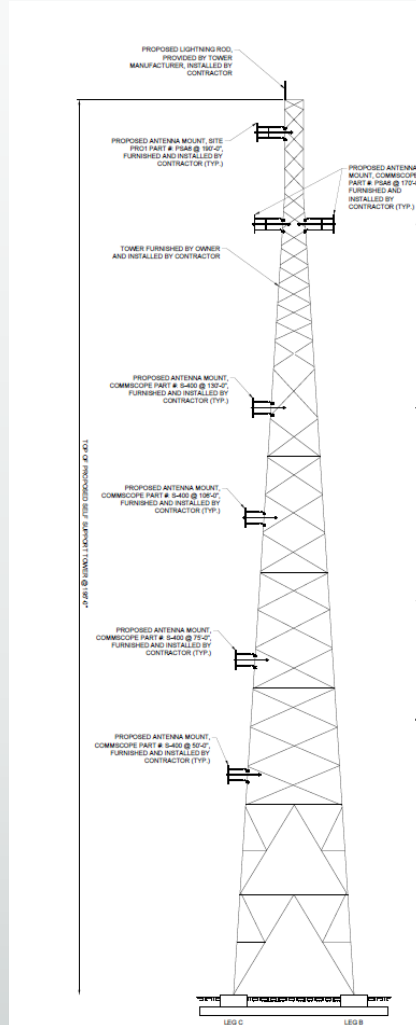 PROPOSED LIGHTNING ROD,
PROVIDED BY TOWER
MANUFACTURER, INSTALLED BY
CONTRACTOR
PROPOSED ANTENNA MOUNT, SITE
PRO1 PART #: PSA6 @ 190'-0",
FURNISHED AND INSTALLED BY
CONTRACTOR (TYP.)
PROPOSED ANTENNA
MOUNT, COMMSCOPE
PART #: PSA6 @ 170'-
FURNISHED AND
INSTALLED BY
CONTRACTOR (TYP.)
TOWER FURNISHED BY OWNER
AND INSTALLED BY CONTRACTOR
PROPOSED ANTENNA MOUNT,
COMMSCOPE PART #: S-400 @ 130'-0",
FURNISHED AND INSTALLED BY
CONTRACTOR (TYP.)
TOP OF PROPOSED SELF SUPPORT TOWER @
PROPOSED ANTENNA MOUNT,
COMMSCOPE PART #: S-400 @ 106'-0",
FURNISHED AND INSTALLED BY
CONTRACTOR (TYP.)
PROPOSED ANTENNA MOUNT,
COMMSCOPE PART #: S-400 @ 75'-0",
FURNISHED AND INSTALLED BY
CONTRACTOR (TYP.)
PROPOSED ANTENNA MOUNT,
COMMSCOPE PART #: S-400 @ 50'-0",
FURNISHED AND INSTALLED BY
CONTRACTOR (TYP.)
LEG C
LEG B